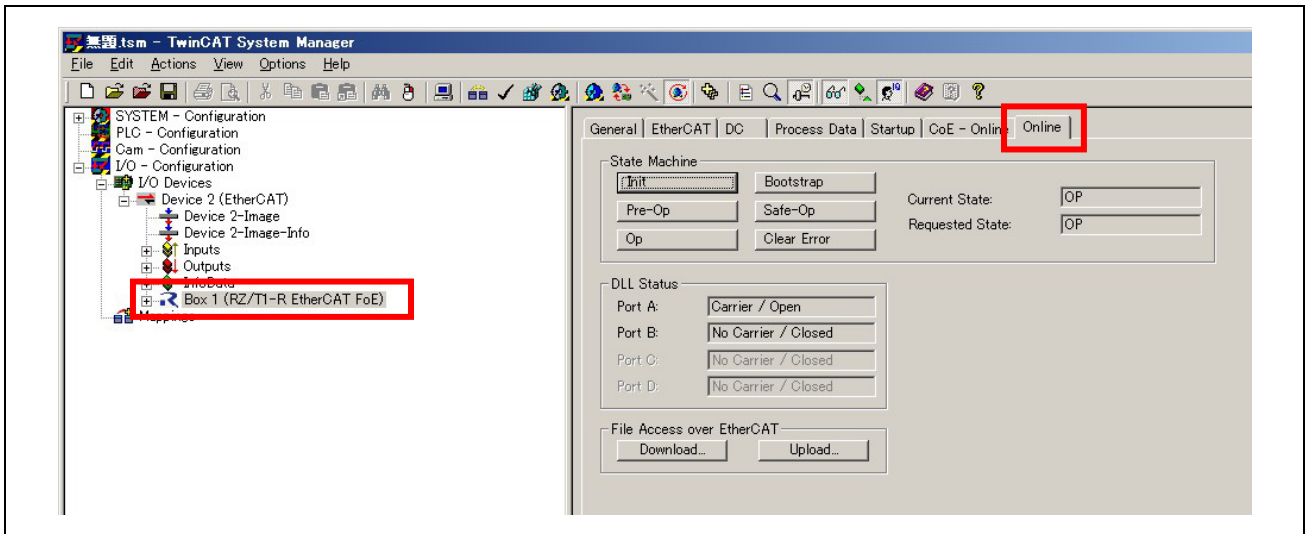 無題.tsm - TwinCAT System Manager
File Edit Actions View Options Help
SYSTEM - Configuration
PLC - Configuration
Cam - Configuration
I/O - Configuration
I/O Devices
Device 2 (EtherCAT)
Device 2-Image
Device 2-Image-Info
Inputs
Outputs
InfoData
Box 1 (RZ/T1-R EtherCAT FoE)
Mappings
General EtherCAT DC Process Data Startup CoE - Online Online
State Machine
Init Bootstrap
Pre-Op Safe-Op
Op Clear Error
Current State: OP
Requested State: OP
DLL Status
Port A: Carrier / Open
Port B: No Carrier / Closed
Port C: No Carrier / Closed
Port D: No Carrier / Closed
File Access over EtherCAT
Download... Upload...